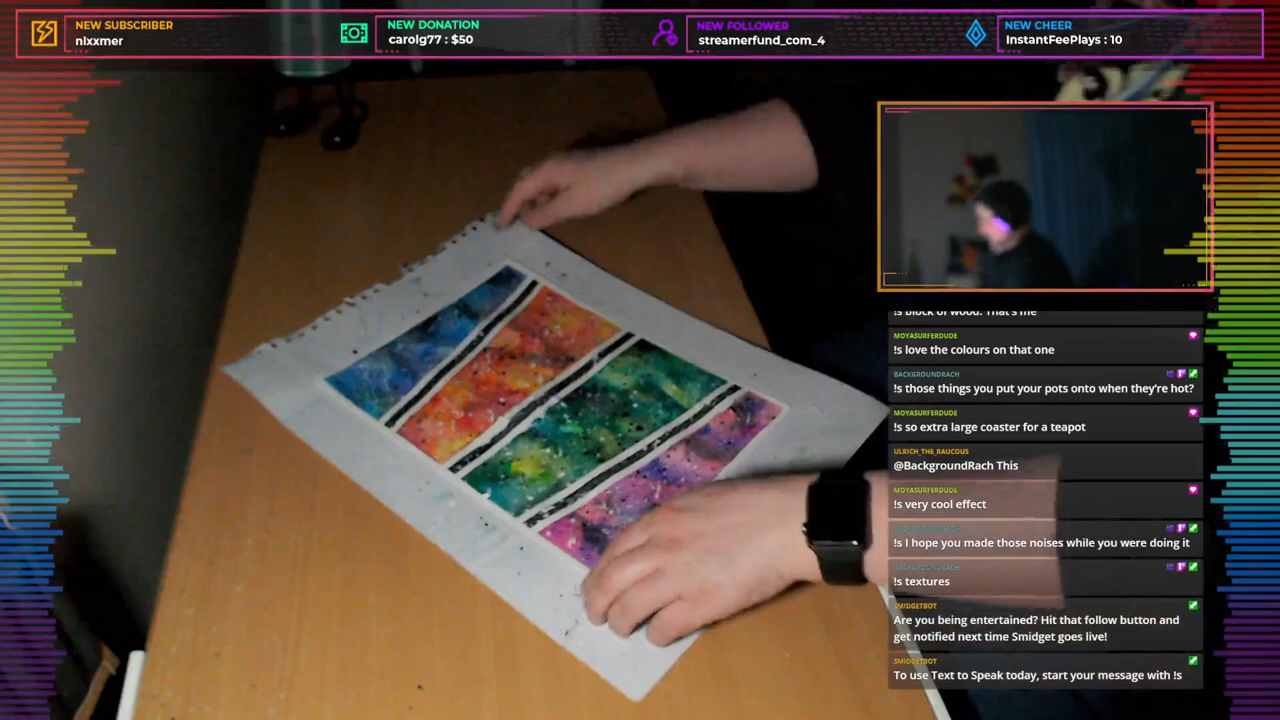 NEW SUBSCRIBER
nlxxmer
NEW DONATION
carolg77 : $50
NEW FOLLOWER
streamerfund_com_4
NEW CHEER
InstantFeePlays : 10
!s block of wood. That's me
MOYASURFERDUDE
!s love the colours on that one
BACKGROUNDRACH
!s those things you put your pots onto when they're hot?
MOYASURFERDUDE
!s so extra large coaster for a teapot
ULRICH_THE_RAUCOUS
@BackgroundRach This
MOYASURFERDUDE
!s very cool effect
BACKGROUNDRACH
!s I hope you made those noises while you were doing it
BACKGROUNDRACH
!s textures
SMIDGETBOT
Are you being entertained? Hit that follow button and
get notified next time Smidget goes live!
SMIDGETBOT
To use Text to Speak today, start your message with !s